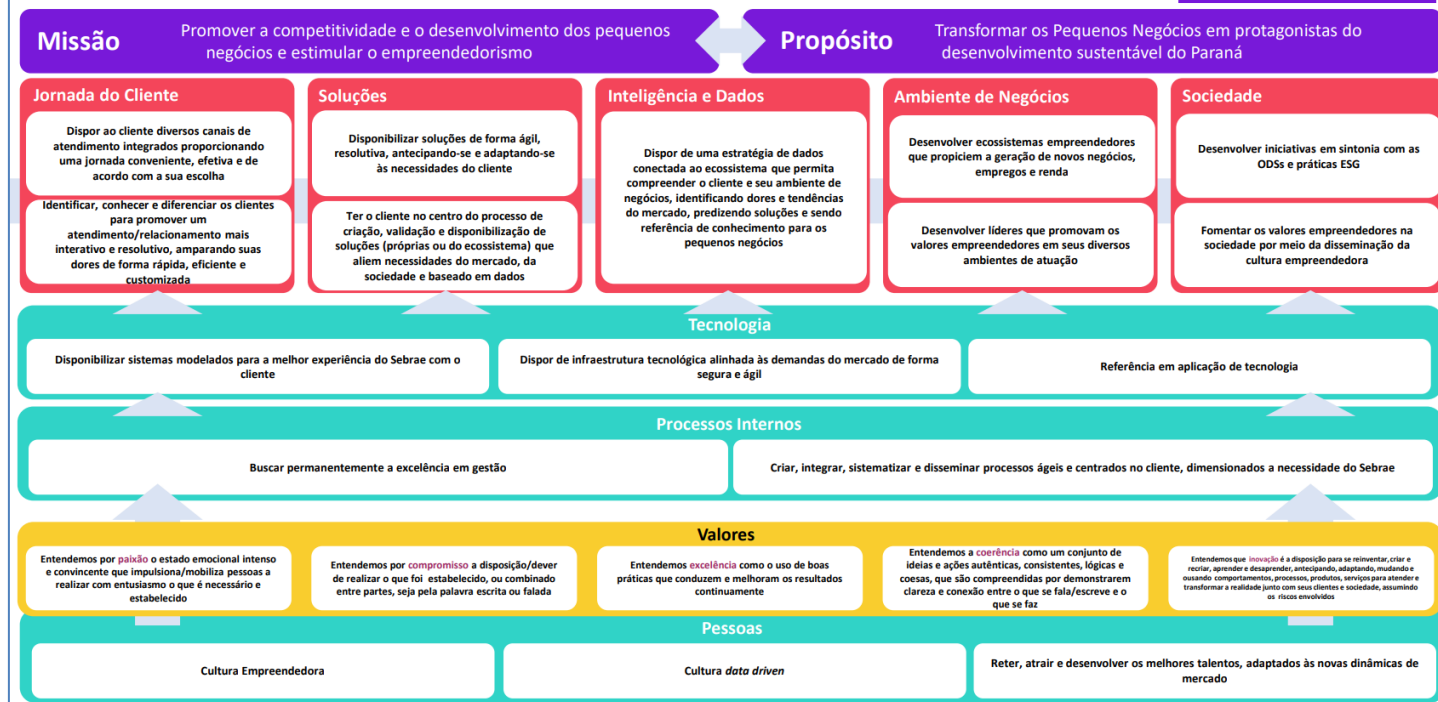 Missão
Promover a competitividade e o desenvolvimento dos pequenos
negócios e estimular o empreendedorismo
Propósito
Transformar os Pequenos Negócios em protagonistas do
desenvolvimento sustentável do Paraná
Jornada do Cliente
Dispor ao cliente diversos canais de
atendimento integrados proporcionando
uma jornada conveniente, efetiva e de
acordo com a sua escolha
Identificar, conhecer e diferenciar os clientes
para promover um
atendimento/relacionamento mais
interativo e resolutivo, amparando suas
dores de forma rápida, eficiente e
customizada
Soluções
Disponibilizar soluções de forma ágil,
resolutiva, antecipando-se e adaptando-se
às necesidades do cliente
Ter o cliente no centro do processo de
criação, validação e disponibilização de
soluções (próprias ou do ecossistema) que
aliem necessidades do mercado, da
sociedade e baseado em dados
Inteligência e Dados
Dispor de uma estratégia de dados
conectada ao ecossistema que permita
compreender o cliente e seu ambiente de
negócios, identificando dores e tendências
do mercado, predizendo soluções e sendo
referência de conhecimento para os
pequenos negócios
Ambiente de Negócios
Desenvolver ecossistemas empreendedores
que propiciem a geração de novos negócios,
empregos e renda
Desenvolver líderes que promovam os
valores empreendedores em seus diversos
ambientes de atuação
Sociedade
Desenvolver iniciativas em sintonia com as
ODSs e práticas ESG
Fomentar os valores empreendedores na
sociedade por meio da disseminação da
cultura empreendedora
Tecnologia
Disponibilizar sistemas modelados para a melhor experiência do Sebrae com o
cliente
Dispor de infraestrutura tecnológica alinhada às demandas do mercado de forma
segura e ágil
Referência em aplicação de tecnologia
Processos Internos
Buscar permanentemente a excelência em gestão
Criar, integrar, sistematizar e disseminar processos ágeis e centrados no cliente, dimensionados a necessidade do Sebrae
Valores
Entendemos por paixão o estado emocional intenso
e convincente que impulsiona/mobiliza pessoas a
realizar com entusiasmo o que é necessário e
estabelecido
Entendemos por compromisso a disposição/dever
de realizar o que foi estabelecido, ou combinado
entre partes, seja pela palavra escrita ou falada
Entendemos excelência como o uso de boas
práticas que conduzem e melhoram os resultados
continuamente
Entendemos a coerência como um conjunto de
ideias e ações autênticas, consistentes, lógicas e
coesas, que são compreendidas por demonstrarem
clareza e conexão entre o que se fala/escreve e o
que se faz
Entendemos que inovação é a disposição para se reinventar, criar e
recriar, aprender e desaprender, antecipando, adaptando, mudando e
ousando comportamentos, processos, produtos, serviços para atender e
transformar a realidade junto com seus clientes e sociedade, assumindo
os riscos envolvidos
Pessoas
Cultura Empreendedora
Cultura data driven
Reter, atrair e desenvolver os melhores talentos, adaptados às novas dinâmicas de
mercado